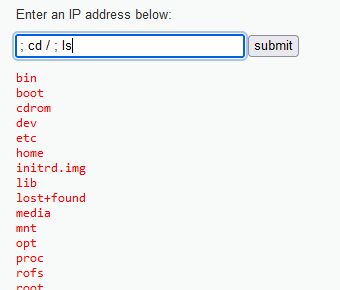 Enter an IP address below:
; cd / ; ls
submit
bin
boot
cdrom
dev
etc
home
initrd.img
lib
lost+found
media
mnt
opt
proc
rofs
root